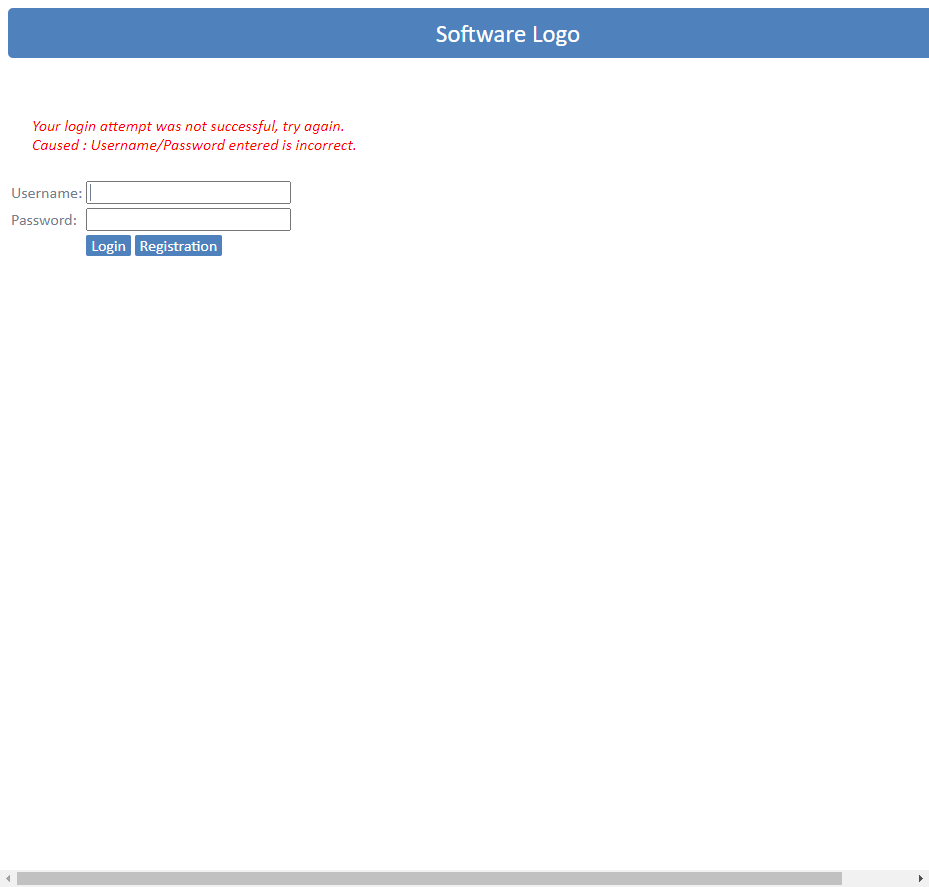 Software Logo
Your login attempt was not successful, try again.
Caused : Username/Password entered is incorrect.
Username:
Password:
Login Registration